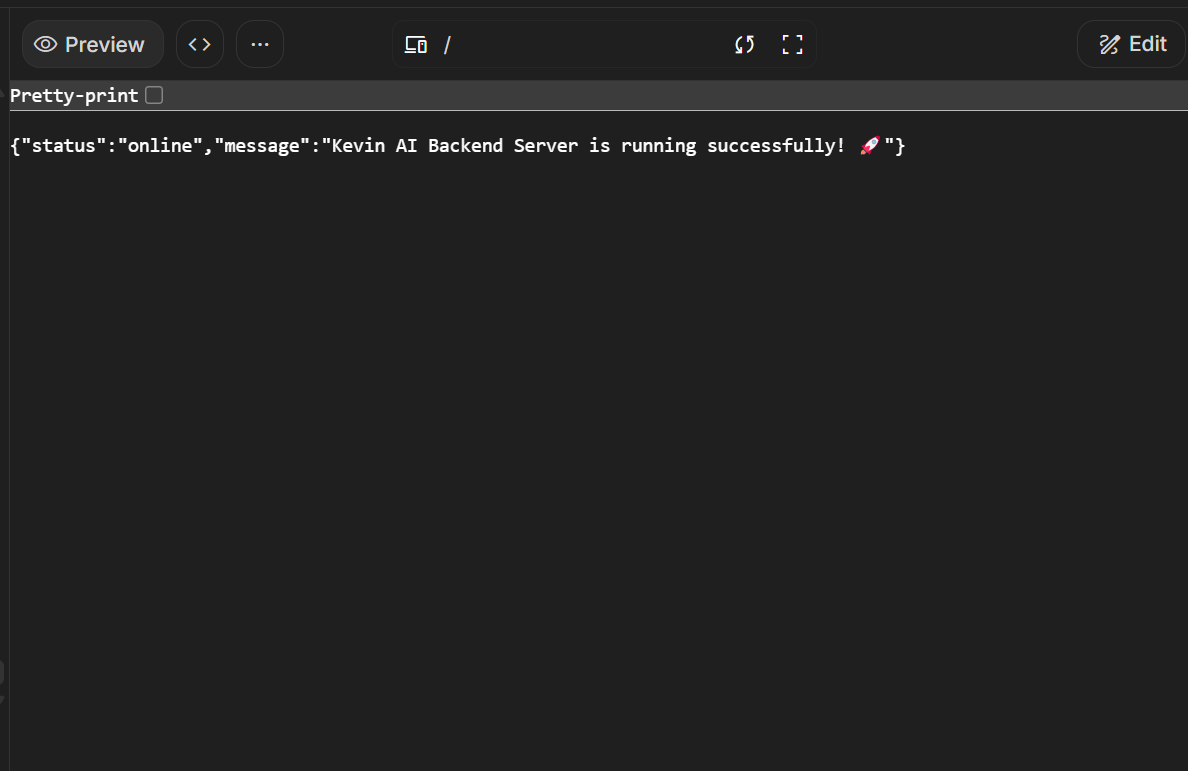 Preview
/
Edit
Pretty-print
{"status":"online","message":"Kevin AI Backend Server is running successfully! 🚀"}